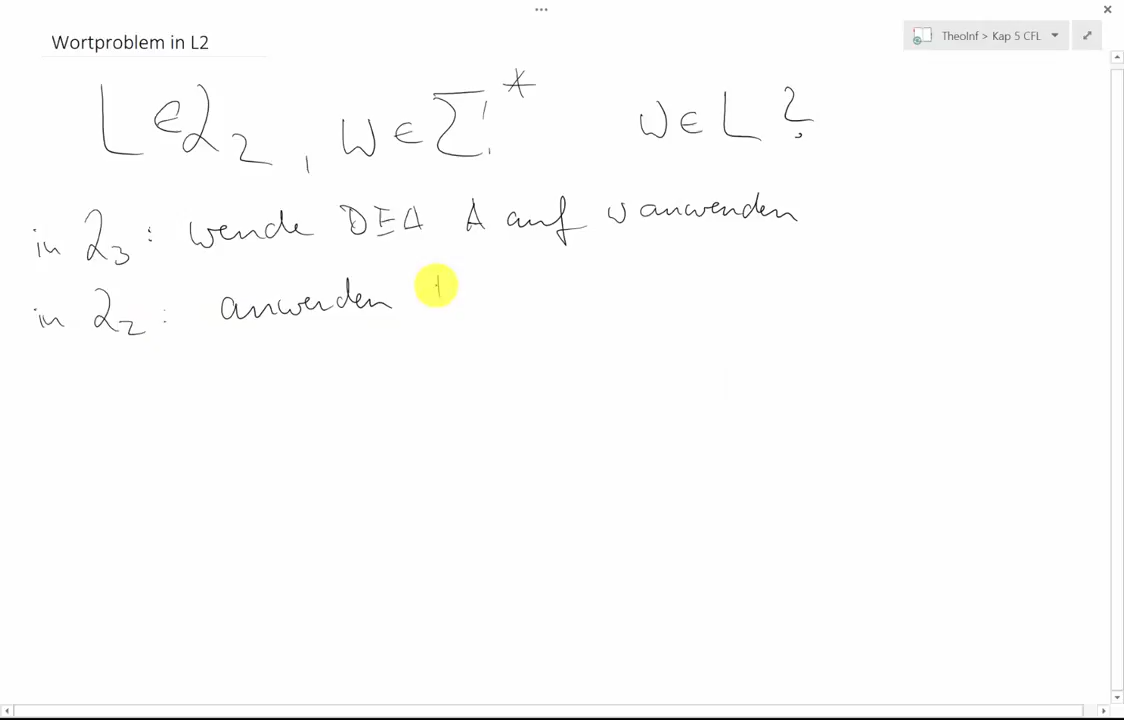 Wortproblem in L2
TheoInf > Kap 5 CFL
L ∈ ℒ₂, w ∈ Σ* w ∈ L ?
in ℒ₃: wende DEA A auf w anwenden
in ℒ₂: anwenden